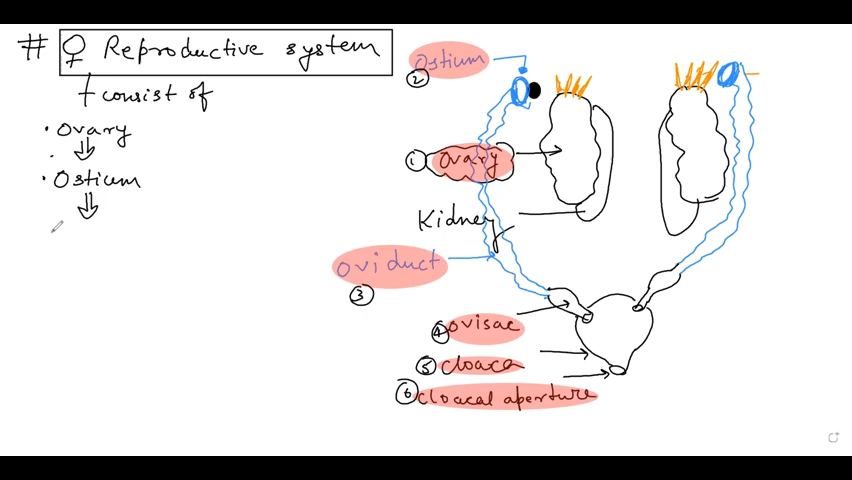 # ♀ Reproductive system
consist of
• Ovary
• Ostium
Ostium
②
① Ovary
Kidney
Oviduct
③
④ ovisac
⑤ cloaca
⑥ cloacal aperture